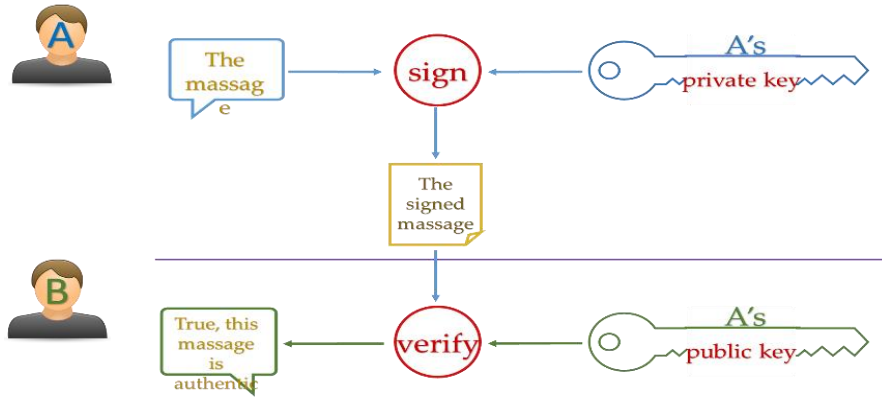 A
The
massag
e
sign
A's
private key
The
signed
massage
B
True, this
massage
is
authentic
verify
A's
public key